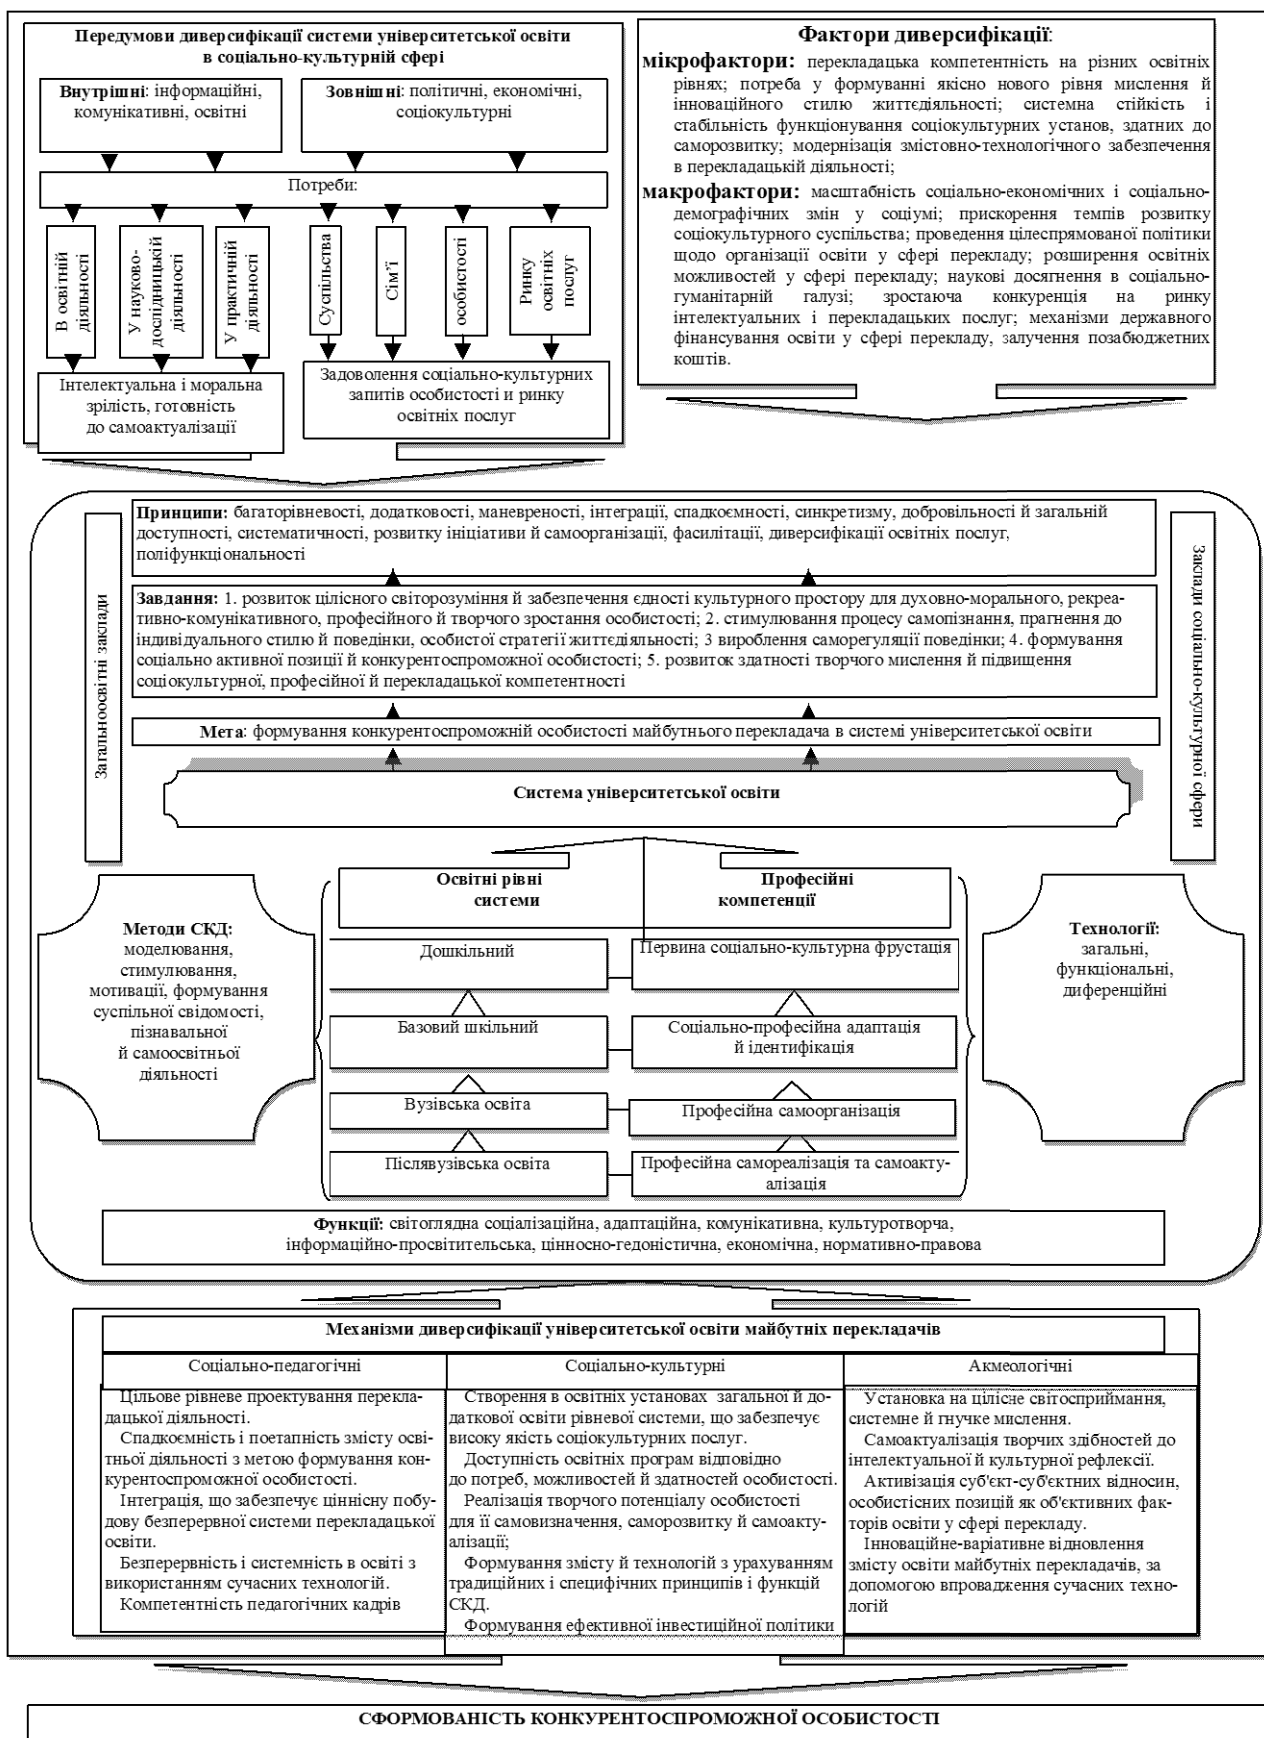 Передумови диверсифікації системи університетської освіти
в соціально-культурній сфері
Внутрішні: інформаційні,
комунікативні, освітні
Зовнішні: політичні, економічні,
соціокультурні
Потреби:
В освітній
діяльності
У науково-
дослідницькій
діяльності
У практичній
діяльності
Суспільства
Сім’ї
особистості
Ринку
освітніх
послуг
Інтелектуальна і моральна
зрілість, готовність
до самоактуалізації
Задоволення соціально-культурних
запитів особистості и ринку
освітніх послуг
Фактори диверсифікації:
мікрофактори: перекладацька компетентність на різних освітніх
рівнях; потреба у формуванні якісно нового рівня мислення й
інноваційного стилю життєдіяльності; системна стійкість і
стабільність функціонування соціокультурних установ, здатних до
саморозвитку; модернізація змістовно-технологічного забезпечення
в перекладацькій діяльності;
макрофактори: масштабність соціально-економічних і соціально-
демографічних змін у соціумі; прискорення темпів розвитку
соціокультурного суспільства; проведення цілеспрямованої політики
щодо організації освіти у сфері перекладу; розширення освітніх
можливостей у сфері перекладу; наукові досягнення в соціально-
гуманітарній галузі; зростаюча конкуренція на ринку
інтелектуальних і перекладацьких послуг; механізми державного
фінансування освіти у сфері перекладу, залучення позабюджетних
коштів.
Загальноосвітні заклади
Принципи: багаторівневості, додатковості, маневреності, інтеграції, спадкоємності, синкретизму, добровільності й загальній
доступності, систематичності, розвитку ініціативи й самоорганізації, фасилітації, диверсифікації освітніх послуг,
поліфункціональності
Завдання: 1. розвиток цілісного світорозуміння й забезпечення єдності культурного простору для духовно-морального, рекреа-
тивно-комунікативного, професійного й творчого зростання особистості; 2. стимулювання процесу самопізнання, прагнення до
індивідуального стилю й поведінки, особистої стратегії життєдіяльності; 3 вироблення саморегуляції поведінки; 4. формування
соціально активної позиції й конкурентоспроможної особистості; 5. розвиток здатності творчого мислення й підвищення
соціокультурної, професійної й перекладацької компетентності
Мета: формування конкурентоспроможній особистості майбутнього перекладача в системі університетської освіти
Система університетської освіти
Заклади соціально-культурної сфери
Методи СКД:
моделювання,
стимулювання,
мотивації, формування
суспільної свідомості,
пізнавальної
й самоосвітньої
діяльності
Освітні рівні
системи
Професійні
компетенції
Дошкільний
Первина соціально-культурна фрустація
Базовий шкільний
Соціально-професійна адаптація
й ідентифікація
Вузівська освіта
Професійна самоорганізація
Післявузівська освіта
Професійна самореалізація та самоакту-
алізація
Технології:
загальні,
функціональні,
диференційні
Функції: світоглядна соціалізаційна, адаптаційна, комунікативна, культуротворча,
інформаційно-просвітительська, цінносно-гедоністична, економічна, нормативно-правова
Механізми диверсифікації університетської освіти майбутніх перекладачів
Соціально-педагогічні
Цільове рівневе проектування перекла-
дацької діяльності.
Спадкоємність і поетапність змісту осві-
тньої діяльності з метою формування кон-
курентоспроможної особистості.
Інтеграція, що забезпечує ціннісну побу-
дову безперервної системи перекладацької
освіти.
Безперервність і системність в освіті з
використанням сучасних технологій.
Компетентність педагогічних кадрів
Соціально-культурні
Створення в освітніх установах загальної й до-
даткової освіти рівневої системи, що забезпечує
високу якість соціокультурних послуг.
Доступність освітніх програм відповідно
до потреб, можливостей й здатностей особистості.
Реалізація творчого потенціалу особистості
для її самовизначення, саморозвитку й самоакту-
алізації;
Формування змісту й технологій з урахуванням
традиційних і специфічних принципів і функцій
СКД.
Формування ефективної інвестиційної політики
Акмеологічні
Установка на цілісне світосприймання,
системне й гнучке мислення.
Самоактуалізація творчих здібностей до
інтелектуальної й культурної рефлексії.
Активізація суб'єкт-суб'єктних відносин,
особистісних позицій як об'єктивних фак-
торів освіти у сфері перекладу.
Інноваційне-варіативне відновлення
змісту освіти майбутніх перекладачів, за
допомогою впровадження сучасних техно-
логій
СФОРМОВАНІСТЬ КОНКУРЕНТОСПРОМОЖНОЇ ОСОБИСТОСТІ